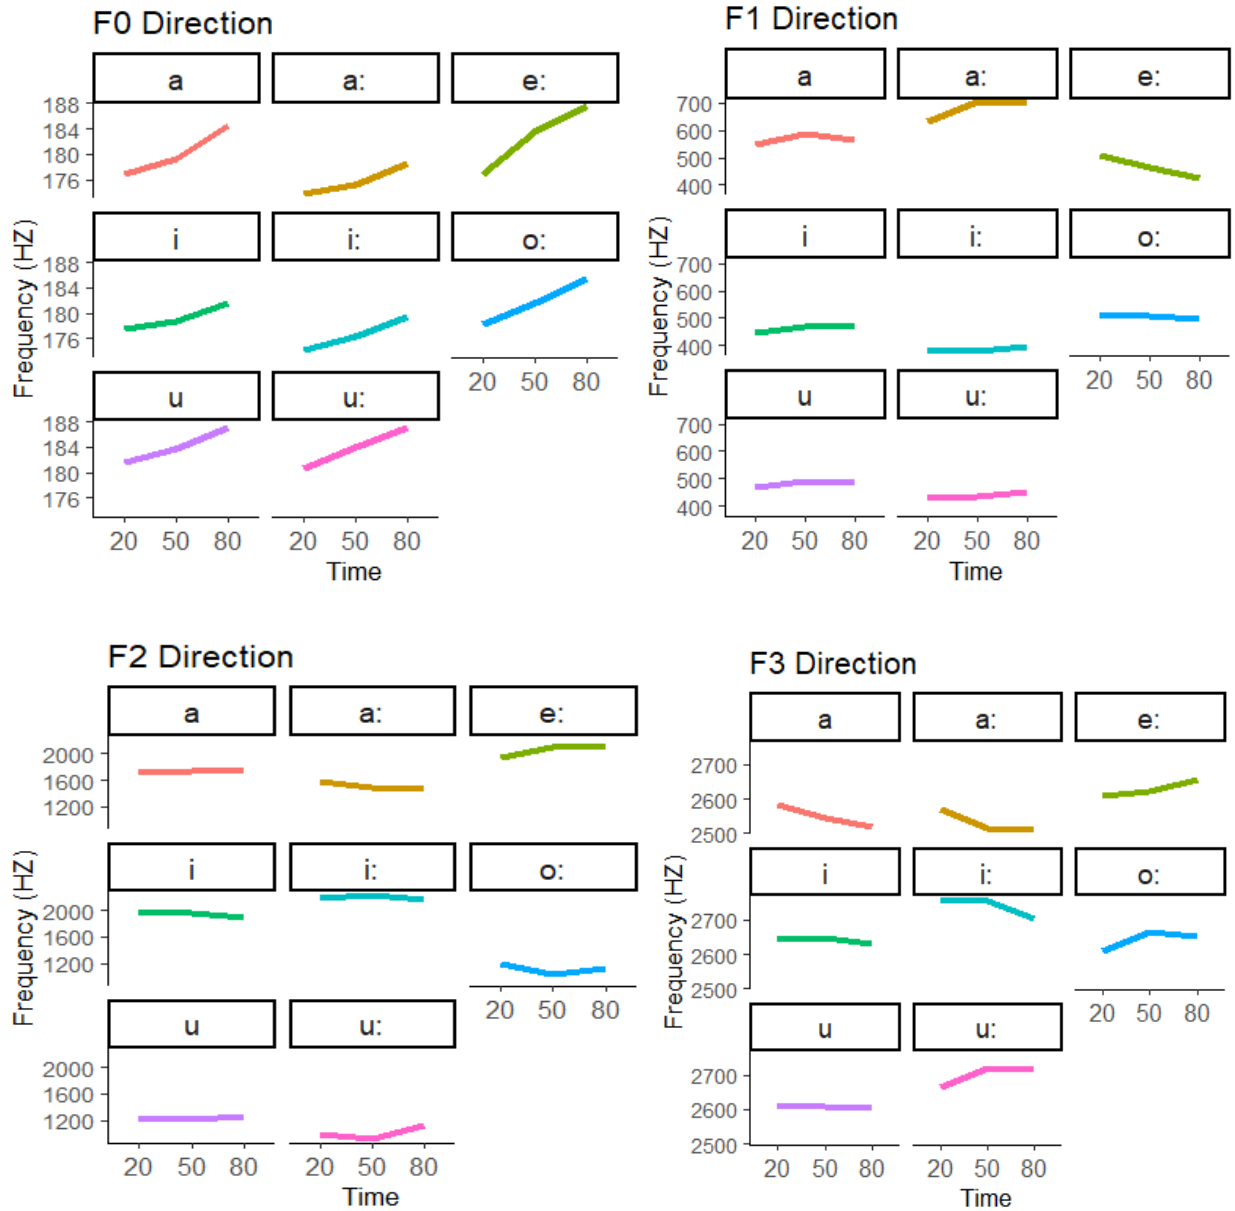 F0 Direction
a a: e:
188
184
180
176
i i: o:
188
184
180
176
20 50 80
u u:
188
184
180
176
20 50 80 20 50 80
Time
Frequency (HZ)
F1 Direction
a a: e:
700
600
500
400
i i: o:
700
600
500
400
20 50 80
u u:
700
600
500
400
20 50 80 20 50 80
Time
Frequency (HZ)
F2 Direction
a a: e:
2000
1600
1200
i i: o:
2000
1600
1200
20 50 80
u u:
2000
1600
1200
20 50 80 20 50 80
Time
Frequency (HZ)
F3 Direction
a a: e:
2700
2600
2500
i i: o:
2700
2600
2500
20 50 80
u u:
2700
2600
2500
20 50 80 20 50 80
Time
Frequency (HZ)